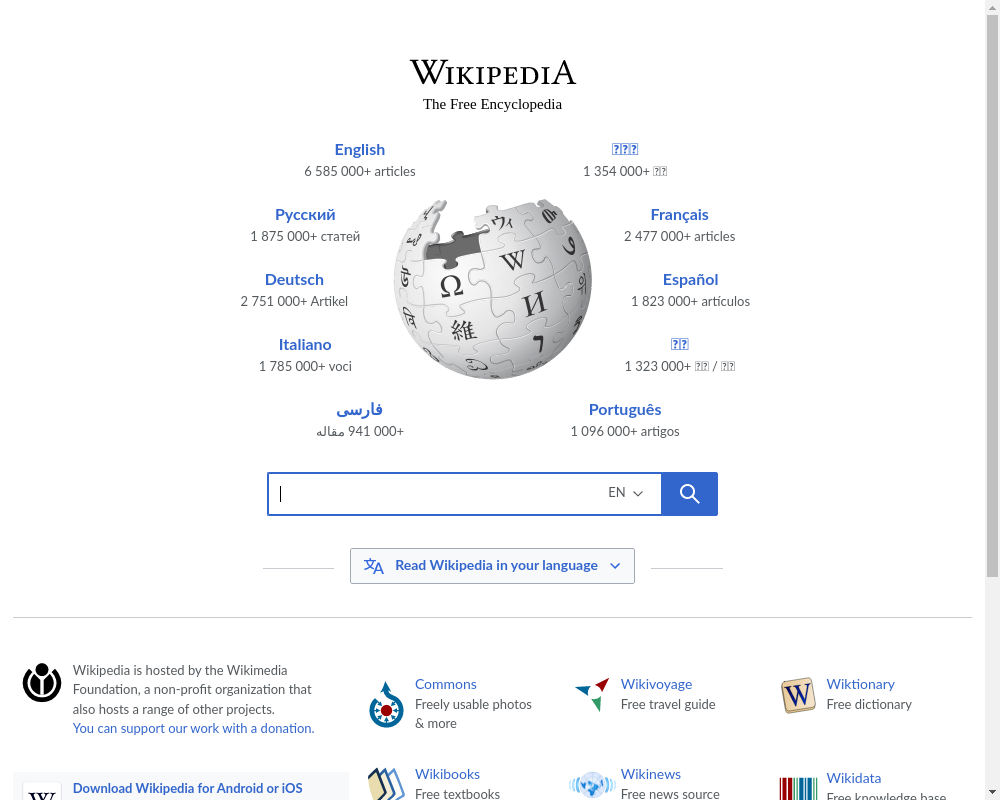 WIKIPEDIA
The Free Encyclopedia
English
6 585 000+ articles
1 354 000+
Русский
1 875 000+ статей
Français
2 477 000+ articles
Deutsch
2 751 000+ Artikel
Español
1 823 000+ artículos
Italiano
1 785 000+ voci
1 323 000+ /
فارسی
941 000+ مقاله
Português
1 096 000+ artigos
EN
Read Wikipedia in your language
Wikipedia is hosted by the Wikimedia
Foundation, a non-profit organization that
also hosts a range of other projects.
You can support our work with a donation.
Download Wikipedia for Android or iOS
Commons
Freely usable photos
& more
Wikivoyage
Free travel guide
Wiktionary
Free dictionary
Wikibooks
Free textbooks
Wikinews
Free news source
Wikidata
Free knowledge base